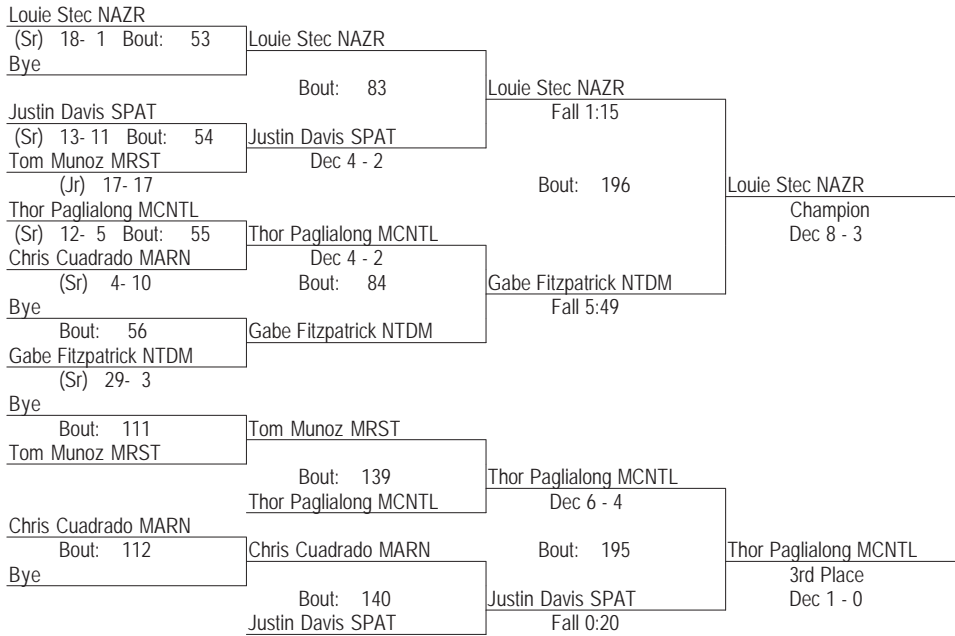 Louie Stec NAZR
(Sr) 18- 1 Bout: 53 Louie Stec NAZR
Bye
Bout: 83 Louie Stec NAZR
Justin Davis SPAT Fall 1:15
(Sr) 13- 11 Bout: 54 Justin Davis SPAT
Tom Munoz MRST Dec 4 - 2
(Jr) 17- 17 Bout: 196 Louie Stec NAZR
Thor Paglialong MCNTL Champion
(Sr) 12- 5 Bout: 55 Thor Paglialong MCNTL Dec 8 - 3
Chris Cuadrado MARN Dec 4 - 2
(Sr) 4- 10 Bout: 84 Gabe Fitzpatrick NTDM
Bye Fall 5:49
Bout: 56 Gabe Fitzpatrick NTDM
Gabe Fitzpatrick NTDM
(Sr) 29- 3
Bye
Bout: 111 Tom Munoz MRST
Tom Munoz MRST
Bout: 139 Thor Paglialong MCNTL
Thor Paglialong MCNTL Dec 6 - 4
Chris Cuadrado MARN
Bout: 112 Chris Cuadrado MARN Bout: 195 Thor Paglialong MCNTL
Bye 3rd Place
Bout: 140 Justin Davis SPAT Dec 1 - 0
Justin Davis SPAT Fall 0:20